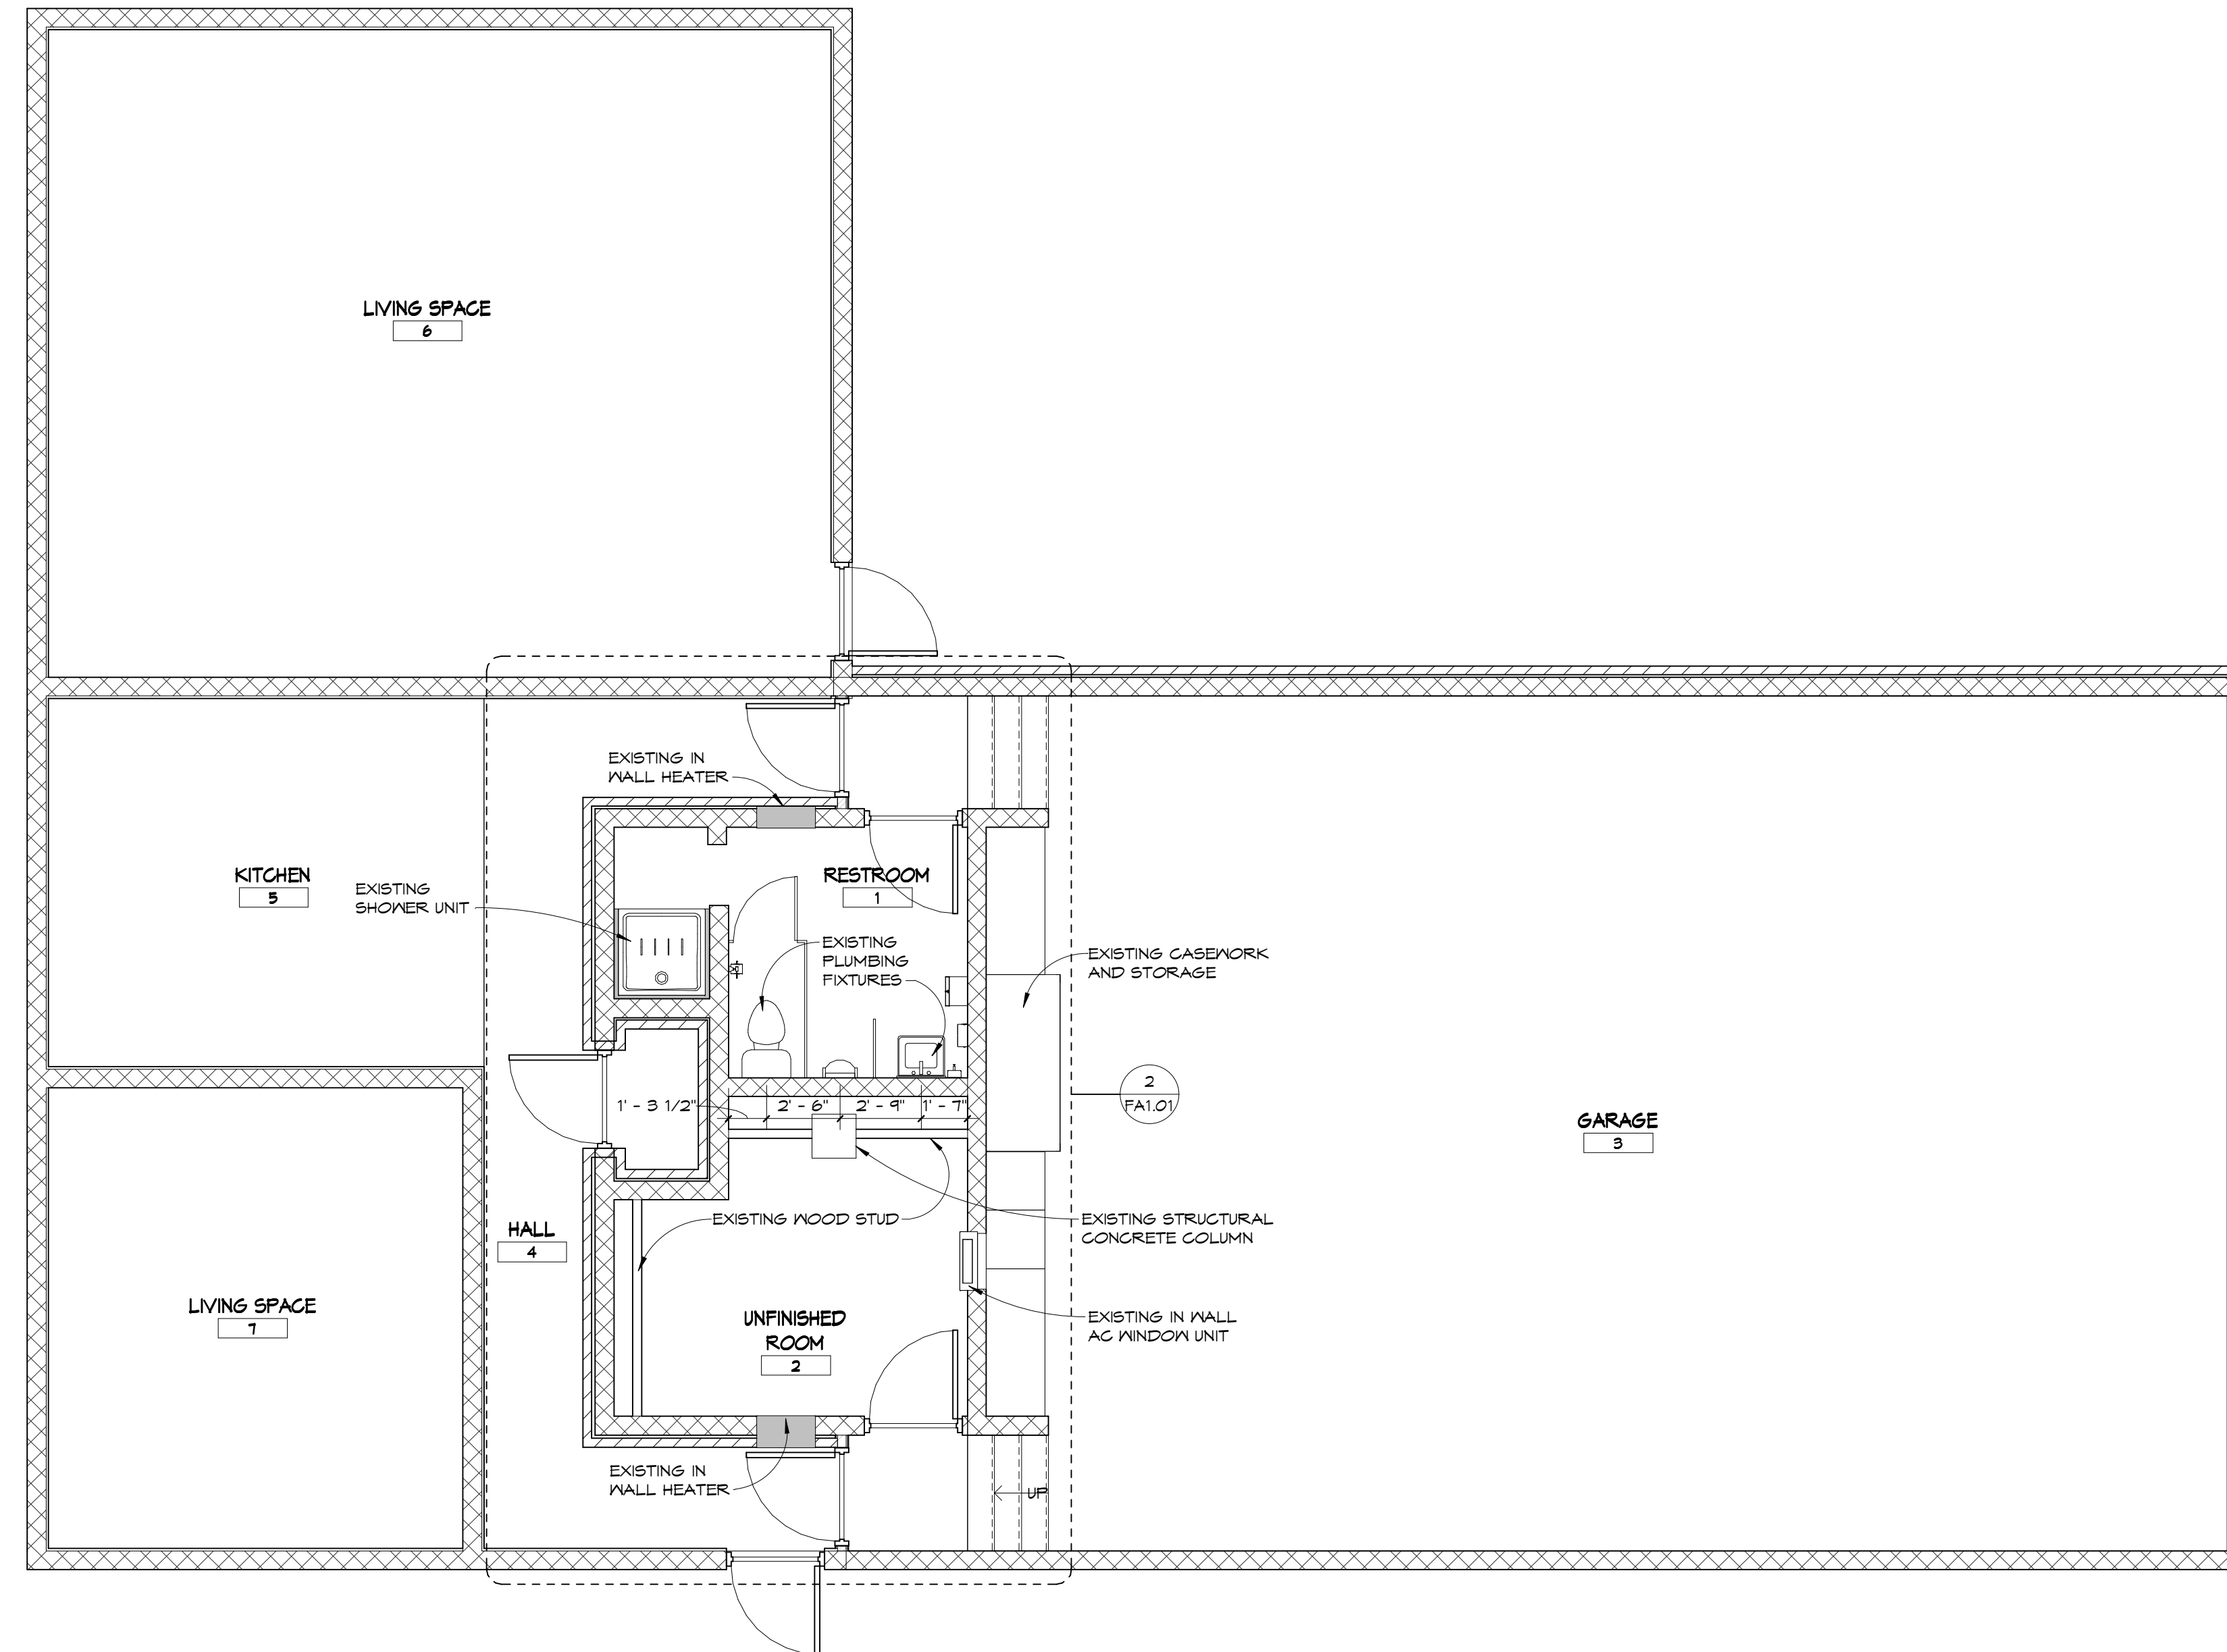 LIVING SPACE
6
EXISTING IN
WALL HEATER
KITCHEN
5
EXISTING
SHOWER UNIT
RESTROOM
1
EXISTING
PLUMBING
FIXTURES
EXISTING CASEWORK
AND STORAGE
2
FA1.01
1' - 3 1/2"
2' - 6"
2' - 9"
1' - 7"
GARAGE
3
HALL
4
EXISTING WOOD STUD
EXISTING STRUCTURAL
CONCRETE COLUMN
LIVING SPACE
7
UNFINISHED
ROOM
2
EXISTING IN WALL
AC WINDOW UNIT
EXISTING IN
WALL HEATER
UP